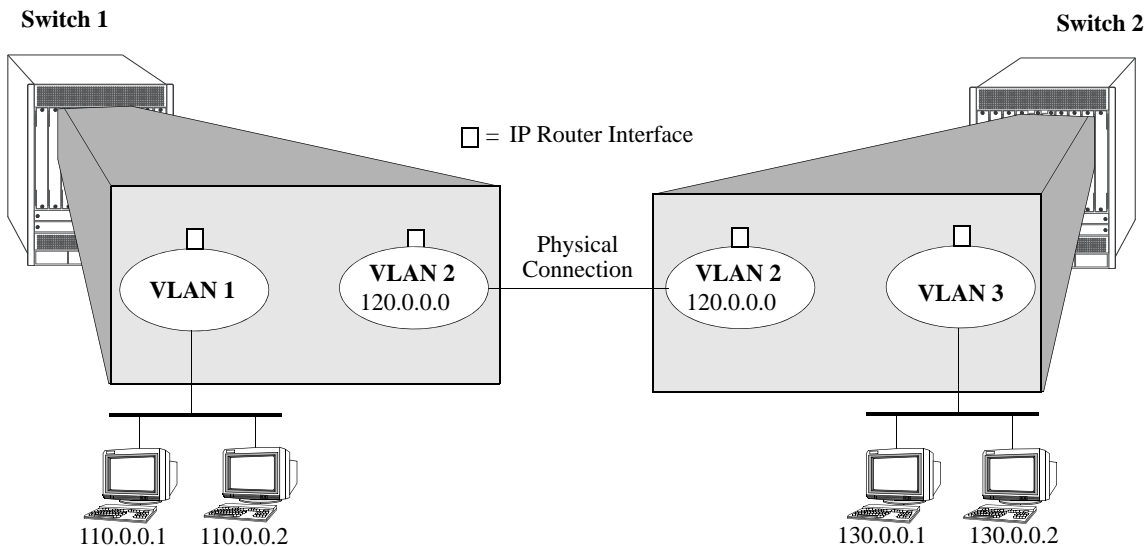 Switch 1
Switch 2
= IP Router Interface
VLAN 1
VLAN 2
120.0.0.0
Physical
Connection
VLAN 2
120.0.0.0
VLAN 3
110.0.0.1
110.0.0.2
130.0.0.1
130.0.0.2